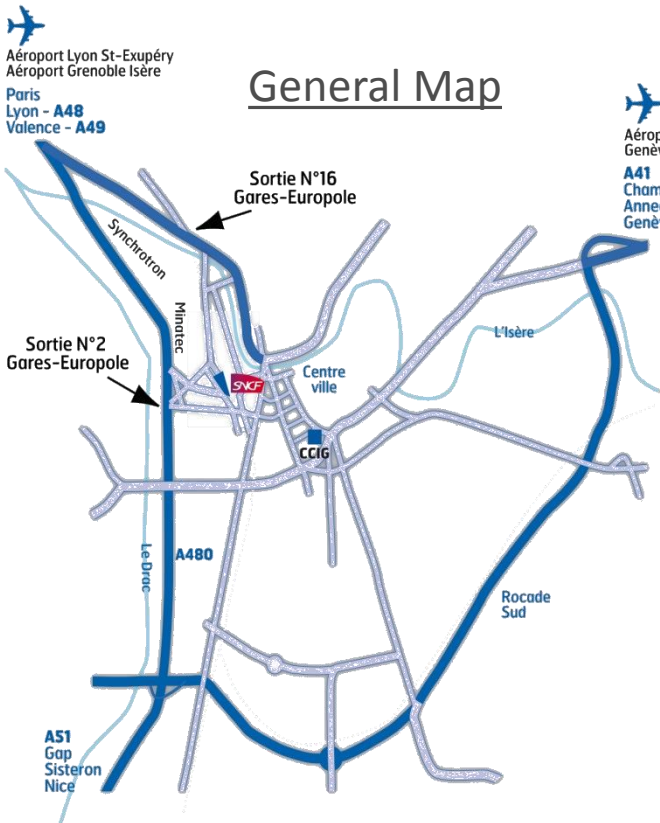 General Map
Aéroport Lyon St-Exupéry
Aéroport Grenoble Isère
Paris
Lyon - A48
Valence - A49
Sortie N°16
Gares-Europole
A41
Synchrotron
Minatec
Sortie N°2
Gares-Europole
SNCF
Centre
ville
L'Isère
CCIG
Le Drac
A480
Rocade
Sud
A51
Gap
Sisteron
Nice